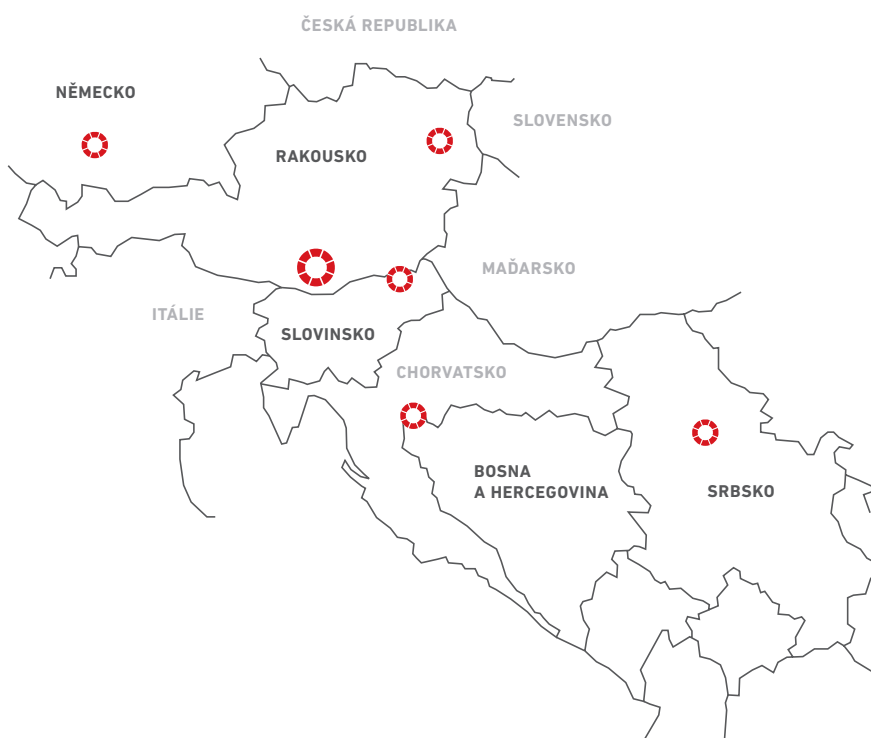 ČESKÁ REPUBLIKA
NĚMECKO
SLOVENSKO
RAKOUSKO
MAĎARSKO
ITÁLIE
SLOVINSKO
CHORVATSKO
BOSNA
A HERCEGOVINA
SRBSKO